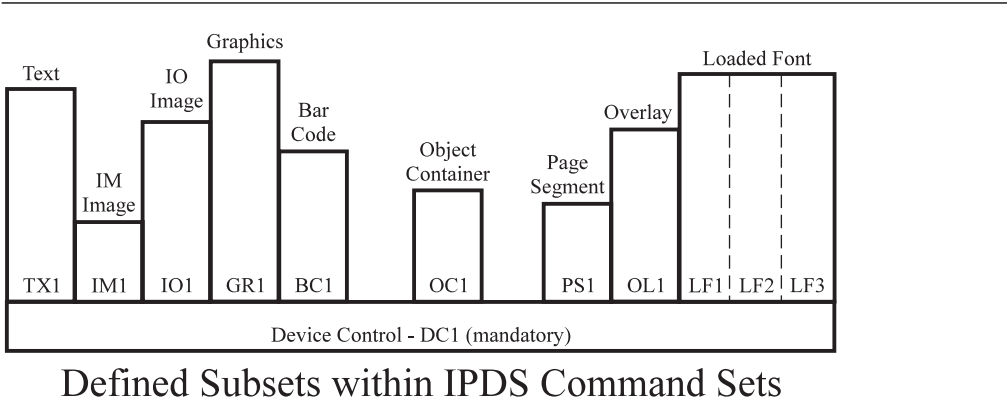 Graphics
Text
IO
Image
Loaded Font
Bar
Code
Overlay
Object
Container
Page
Segment
IM
Image
TX1 IM1 IO1 GR1 BC1 OC1 PS1 OL1 LF1 LF2 LF3
Device Control - DC1 (mandatory)
Defined Subsets within IPDS Command Sets